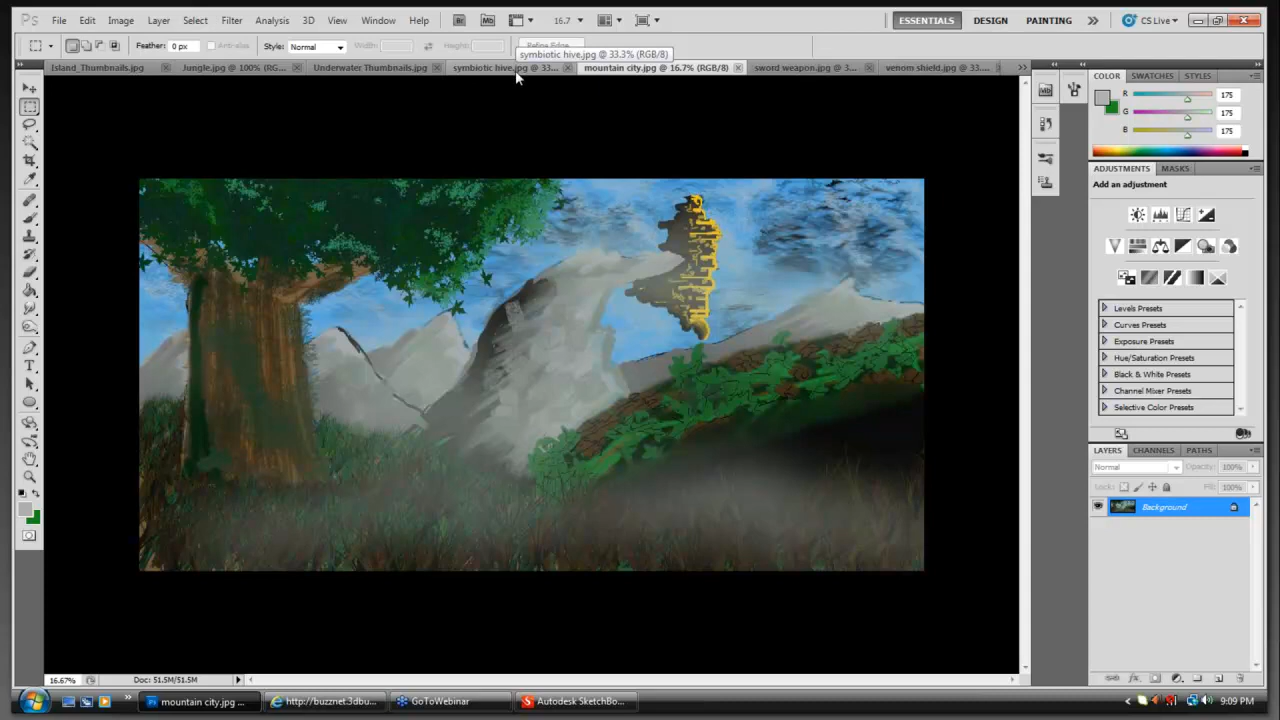 Ps File Edit Image Layer Select Filter Analysis 3D View Window Help Br Mb 16.7 ESSENTIALS DESIGN PAINTING CS Live
Feather: 0 px Anti-alias Style: Normal Width: Height: Refine Edge...
symbiotic hive.jpg @ 33.3% (RGB/8)
Island_Thumbnails.jpg Jungle.jpg @ 100% (RG... Underwater Thumbnails.jpg symbiotic hive.jpg @ 33... mountain city.jpg @ 16.7% (RGB/8) sword weapon.jpg @ 3... venom shield.jpg @ 33....
Mb
COLOR SWATCHES STYLES
R 175
G 175
B 175
ADJUSTMENTS MASKS
Add an adjustment
Levels Presets
Curves Presets
Exposure Presets
Hue/Saturation Presets
Black & White Presets
Channel Mixer Presets
Selective Color Presets
LAYERS CHANNELS PATHS
Normal Opacity: 100%
Lock: Fill: 100%
Background
16.67% Doc: 51.5M/51.5M
mountain city.jpg ... http://buzznet.3dbu... GoToWebinar Autodesk SketchBo... 9:09 PM